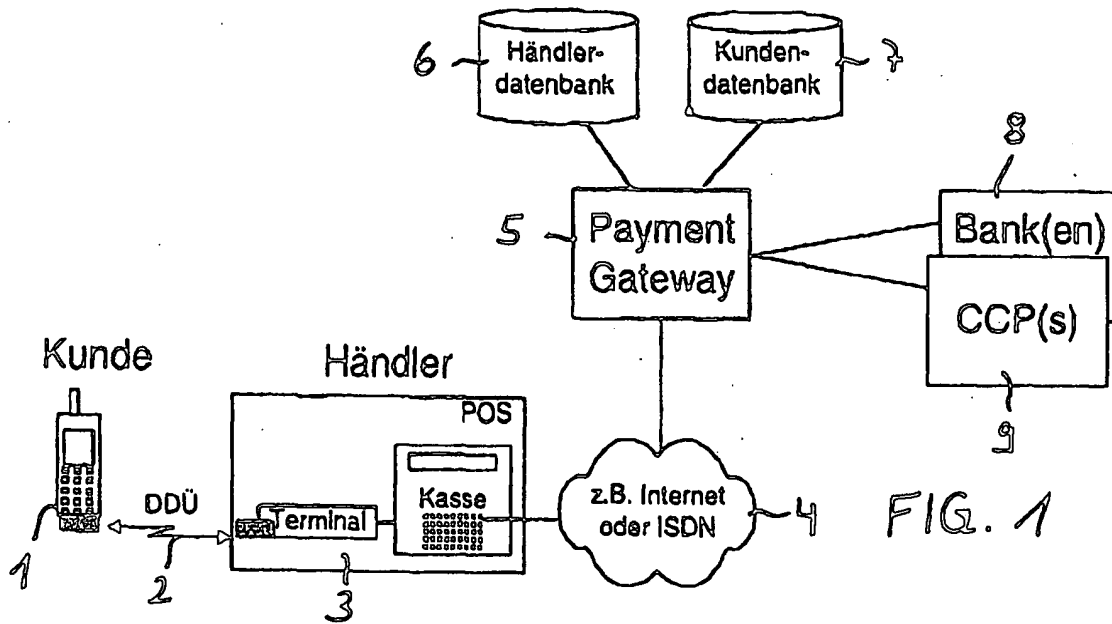 6
Händler-
datenbank
Kunden-
datenbank
7
8
5
Payment
Gateway
Bank(en)
CCP(s)
9
Kunde
Händler
POS
Kasse
Terminal
DDÜ
z.B. Internet
oder ISDN
4
FIG. 1
1
2
3